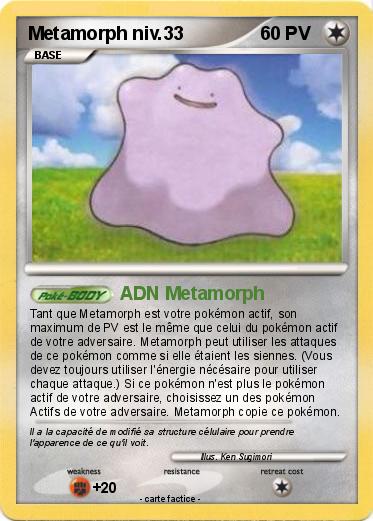 Metamorph niv.33 60 PV
BASE
Poké-BODY ADN Metamorph
Tant que Metamorph est votre pokémon actif, son
maximum de PV est le même que celui du pokémon actif
de votre adversaire. Metamorph peut utiliser les attaques
de ce pokémon comme si elle étaient les siennes. (Vous
devez toujours utiliser l'énergie nécésaire pour utiliser
chaque attaque.) Si ce pokémon n'est plus le pokémon
actif de votre adversaire, choisissez un des pokémon
Actifs de votre adversaire. Metamorph copie ce pokémon.
Il a la capacité de modifié sa structure célulaire pour prendre
l'apparence de ce qu'il voit.
Illus. Ken Sugimori
weakness resistance retreat cost
+20
- carte factice -